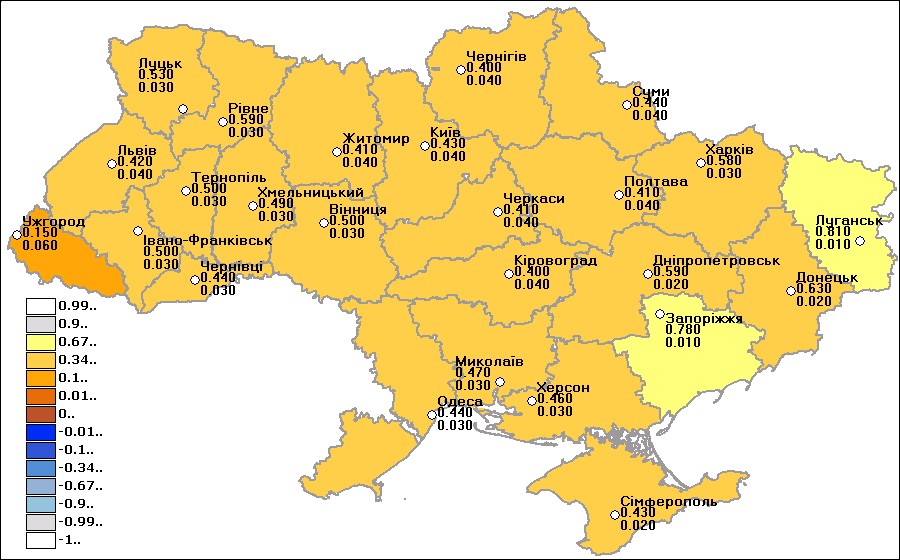 Чернігів
0.400
0.040
Луцьк
0.530
0.030
Суми
0.440
0.040
Рівне
0.590
0.030
Житомир
0.410
0.040
Київ
0.430
0.040
Харків
0.580
0.030
Львів
0.420
0.040
Тернопіль
0.500
0.030
Хмельницький
0.490
0.030
Вінниця
0.500
0.030
Черкаси
0.410
0.040
Полтава
0.410
0.040
Луганськ
0.810
0.010
Ужгород
0.150
0.060
Івано-Франківськ
0.500
0.030
Чернівці
0.440
0.030
Кіровоград
0.400
0.040
Дніпропетровськ
0.590
0.020
Донецьк
0.630
0.020
Запоріжжя
0.780
0.010
Миколаїв
0.470
0.030
Херсон
0.460
0.030
Одеса
0.440
0.030
Сімферополь
0.430
0.020
0.99..
0.9..
0.67..
0.34..
0.1..
0.01..
0..
-0.01..
-0.1..
-0.34..
-0.67..
-0.9..
-0.99..
-1..